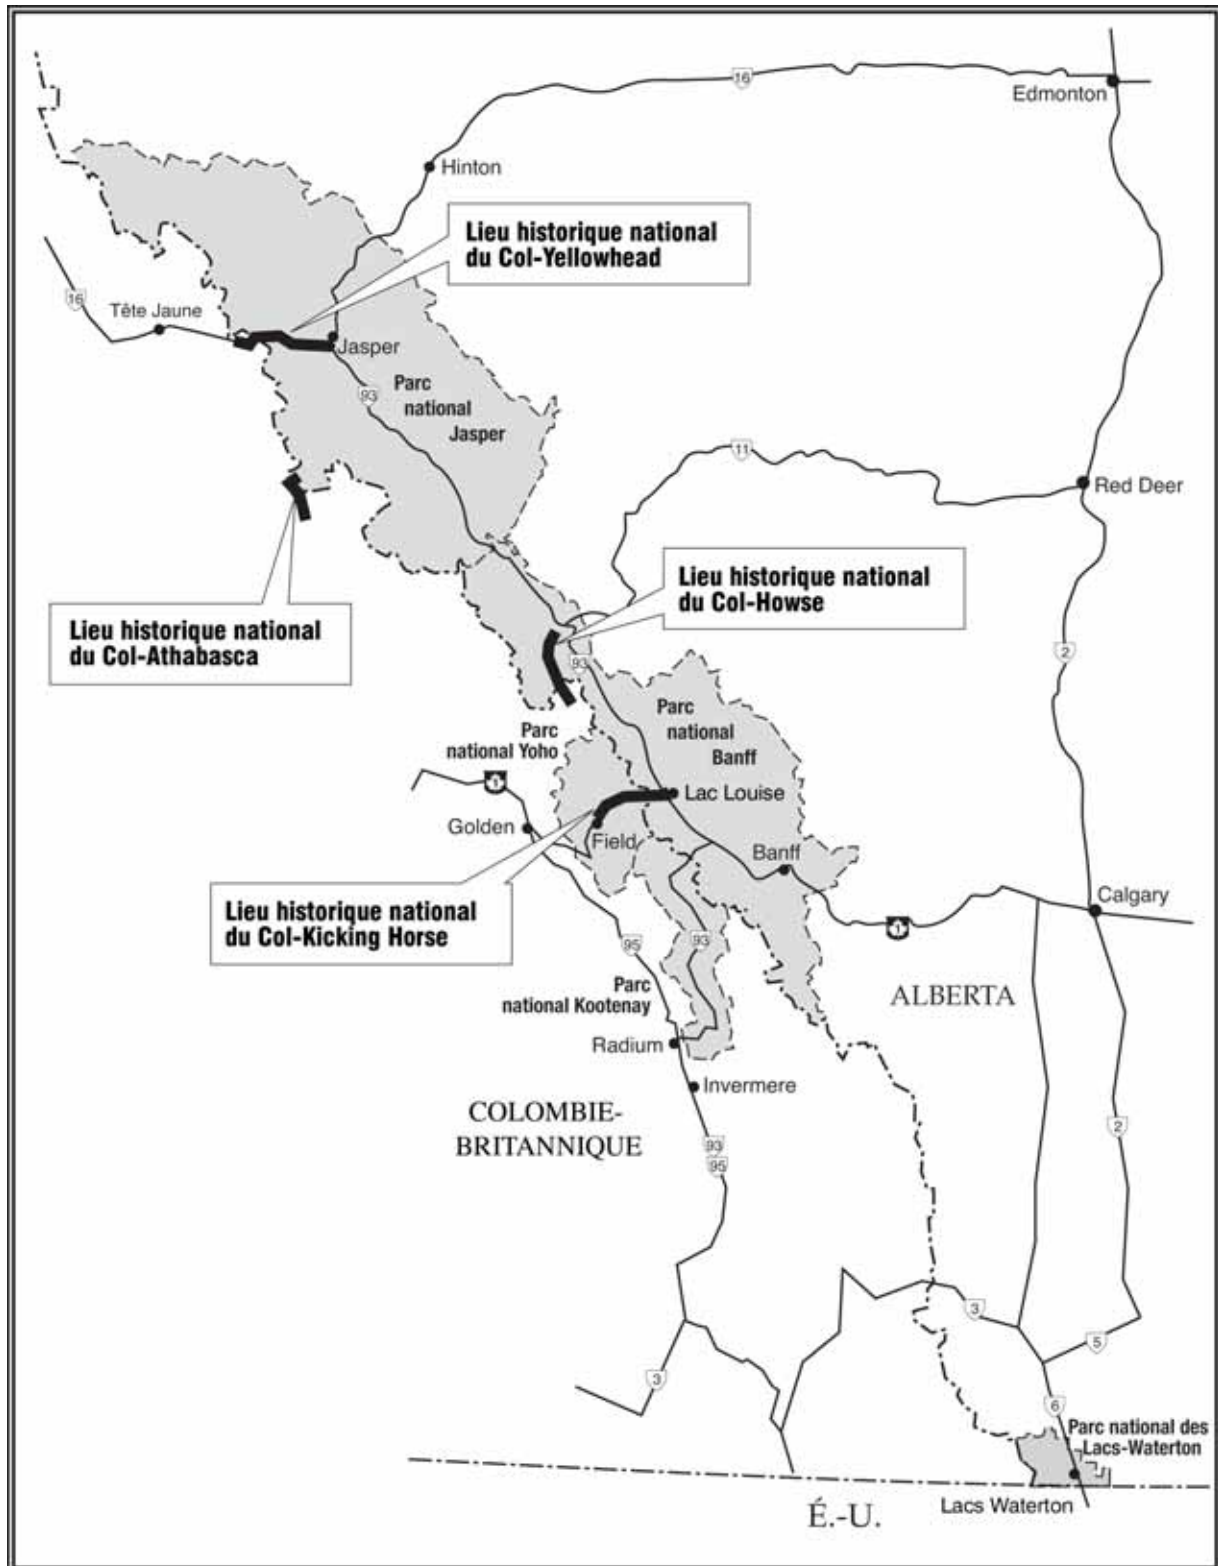 16
Edmonton
Hinton
Lieu historique national
du Col-Yellowhead
16
Tête Jaune
Jasper
93
Parc
national
Jasper
11
Red Deer
Lieu historique national
du Col-Howse
Lieu historique national
du Col-Athabasca
2
93
Parc
national
Banff
Parc
national Yoho
1
Lac Louise
Golden
Field
Banff
Calgary
Lieu historique national
du Col-Kicking Horse
1
95
93
Parc
national Kootenay
ALBERTA
Radium
Invermere
COLOMBIE-
BRITANNIQUE
2
93
95
3
5
3
6
Parc national des
Lacs-Waterton
Lacs Waterton
É.-U.